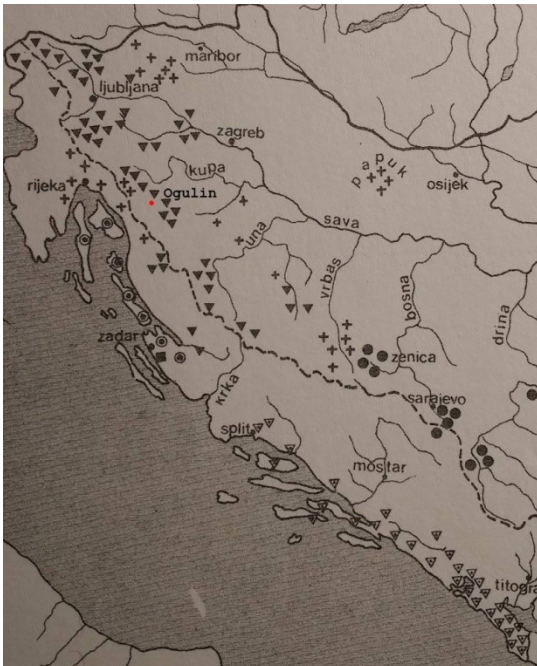 maribor
ljubljana
zagreb
papuk
osijek
kupa
rijeka
Ogulin
sava
una
vrbas
bosna
drina
zadar
zenica
krka
sarajevo
split
mostar
titogra